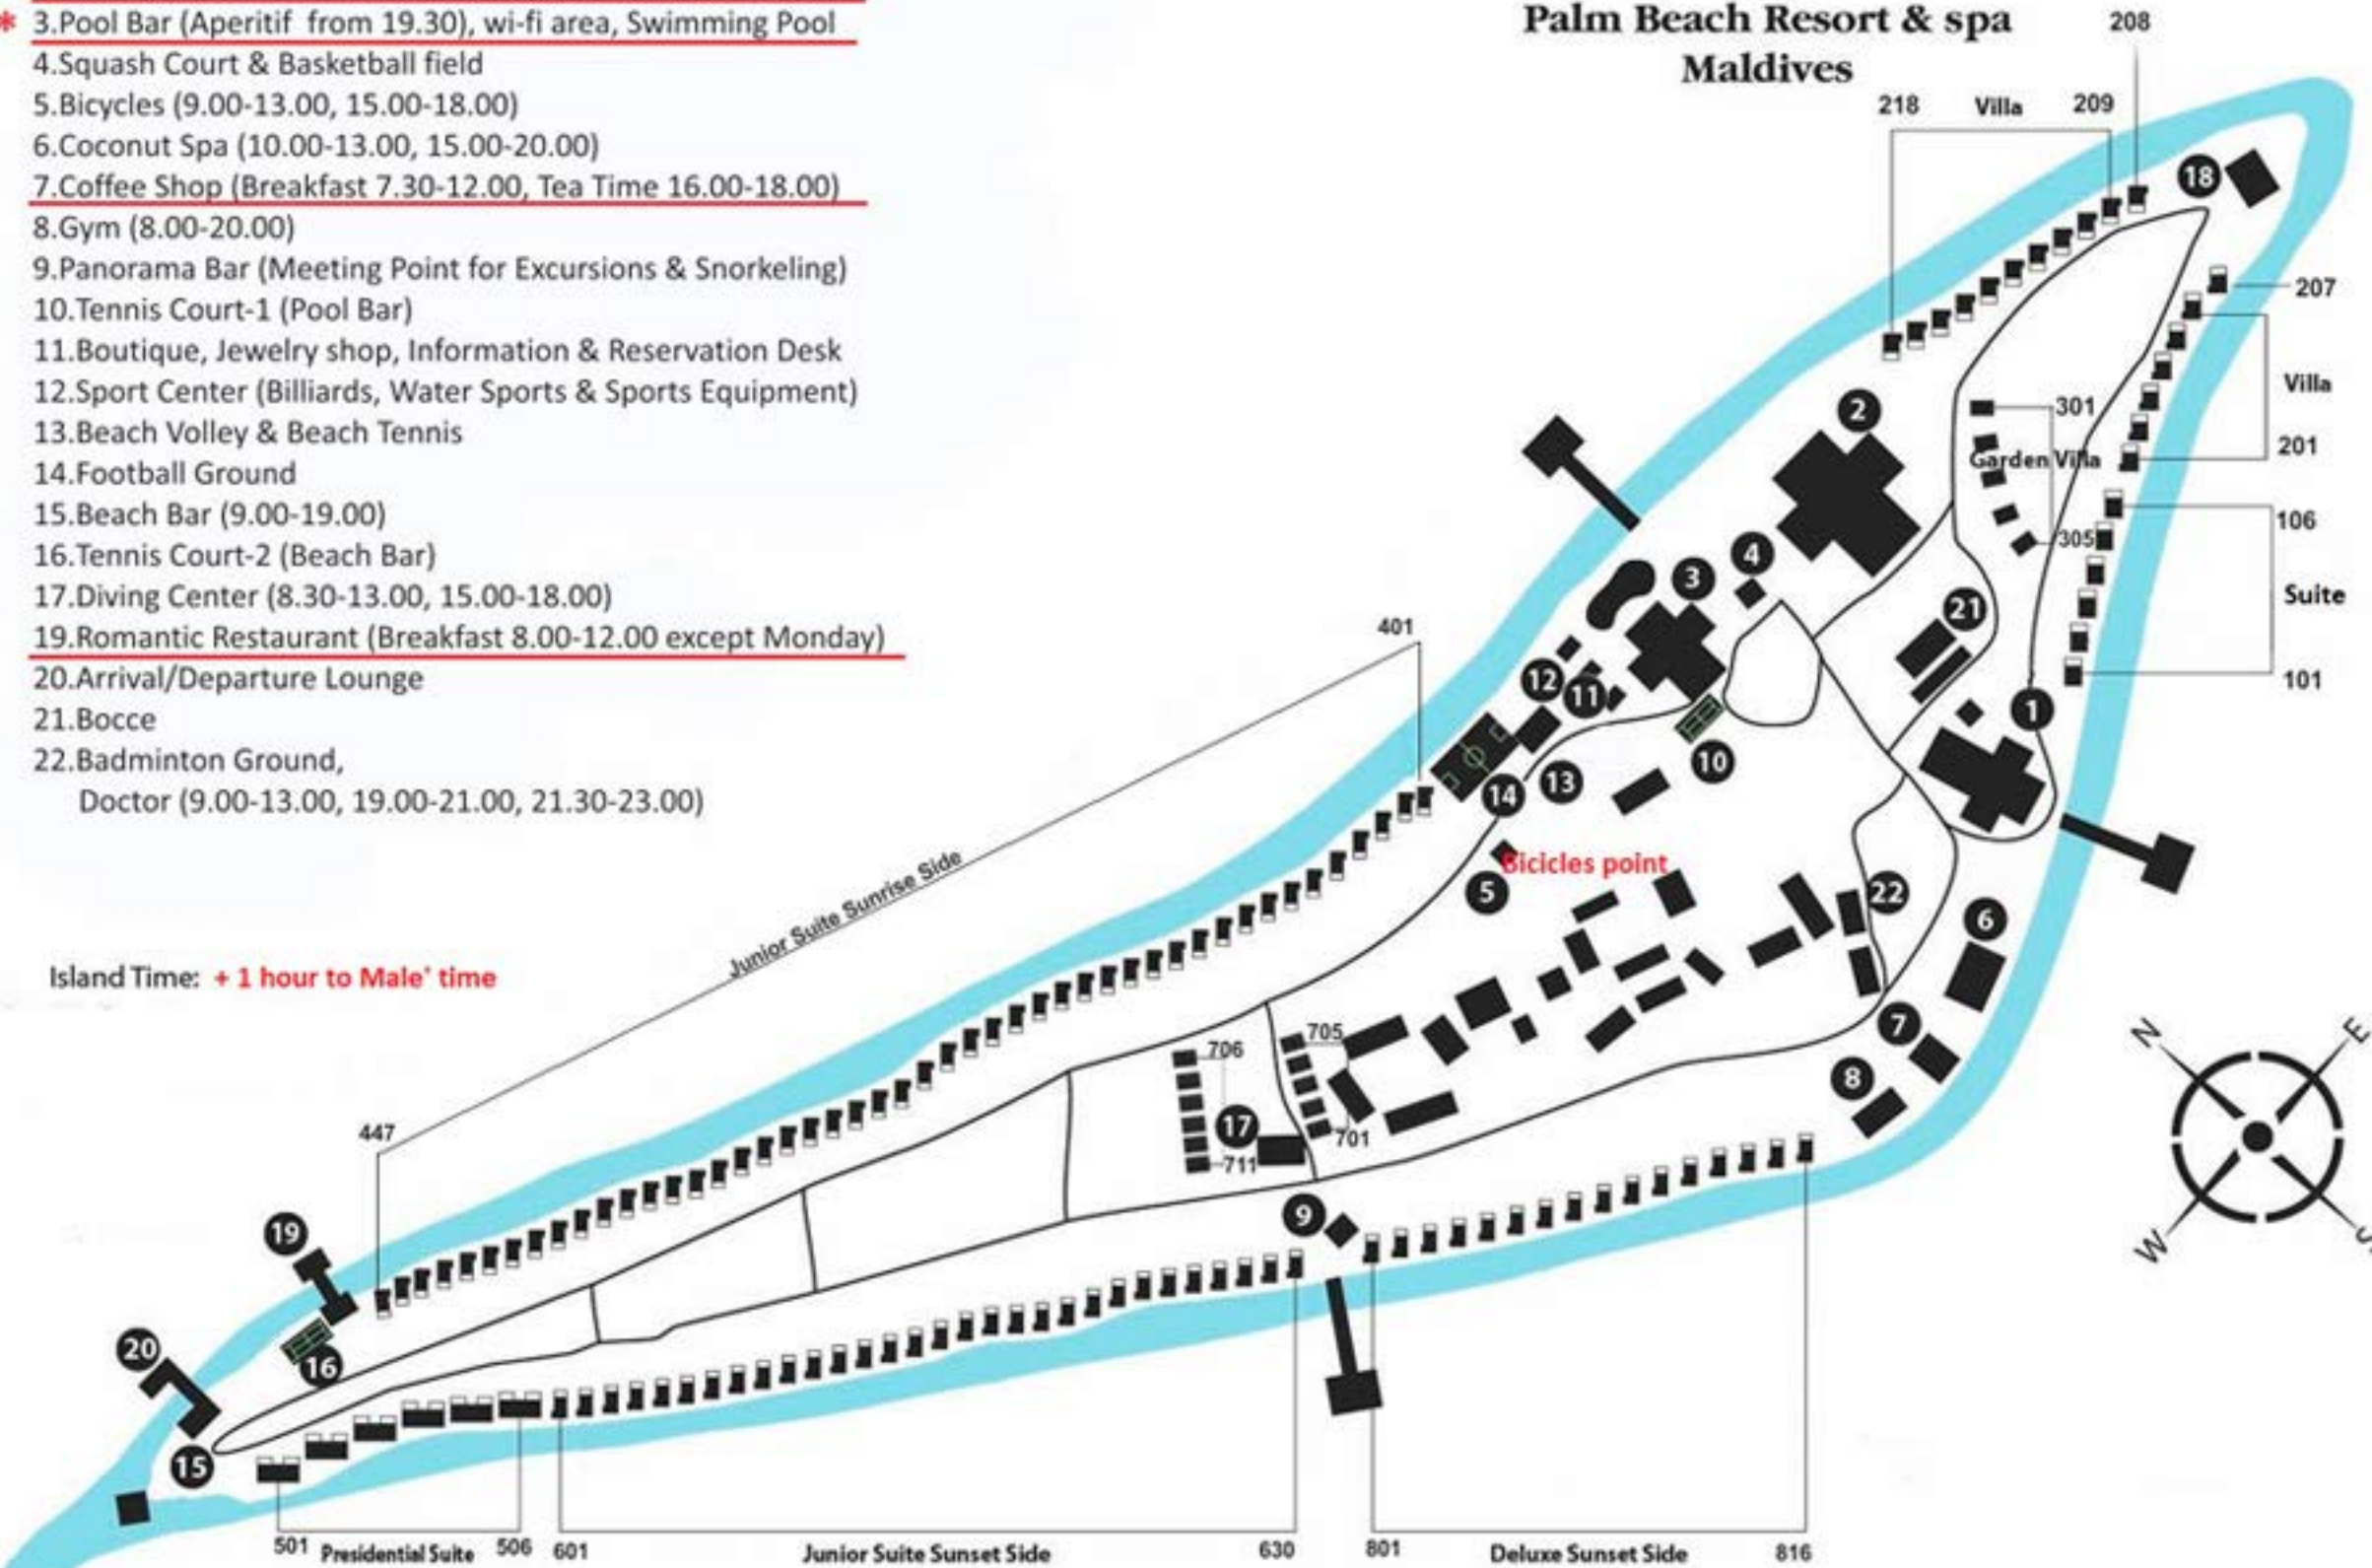 * 3.Pool Bar (Aperitif from 19.30), wi-fi area, Swimming Pool
4.Squash Court & Basketball field
5.Bicycles (9.00-13.00, 15.00-18.00)
6.Coconut Spa (10.00-13.00, 15.00-20.00)
7.Coffee Shop (Breakfast 7.30-12.00, Tea Time 16.00-18.00)
8.Gym (8.00-20.00)
9.Panorama Bar (Meeting Point for Excursions & Snorkeling)
10.Tennis Court-1 (Pool Bar)
11.Boutique, Jewelry shop, Information & Reservation Desk
12.Sport Center (Billiards, Water Sports & Sports Equipment)
13.Beach Volley & Beach Tennis
14.Football Ground
15.Beach Bar (9.00-19.00)
16.Tennis Court-2 (Beach Bar)
17.Diving Center (8.30-13.00, 15.00-18.00)
19.Romantic Restaurant (Breakfast 8.00-12.00 except Monday)
20.Arrival/Departure Lounge
21.Bocce
22.Badminton Ground,
Doctor (9.00-13.00, 19.00-21.00, 21.30-23.00)
Island Time: + 1 hour to Male' time
Palm Beach Resort & spa
Maldives
208
218 Villa 209
18
207
Villa
201
2
301
Garden Villa
305
106
Suite
101
4
3
21
401
12
11
1
10
14
13
Bicicles point
5
22
6
Junior Suite Sunrise Side
7
8
N
E
W
S
705
706
17
701
711
447
9
19
20
16
15
501 Presidential Suite 506
601 Junior Suite Sunset Side 630
801 Deluxe Sunset Side 816